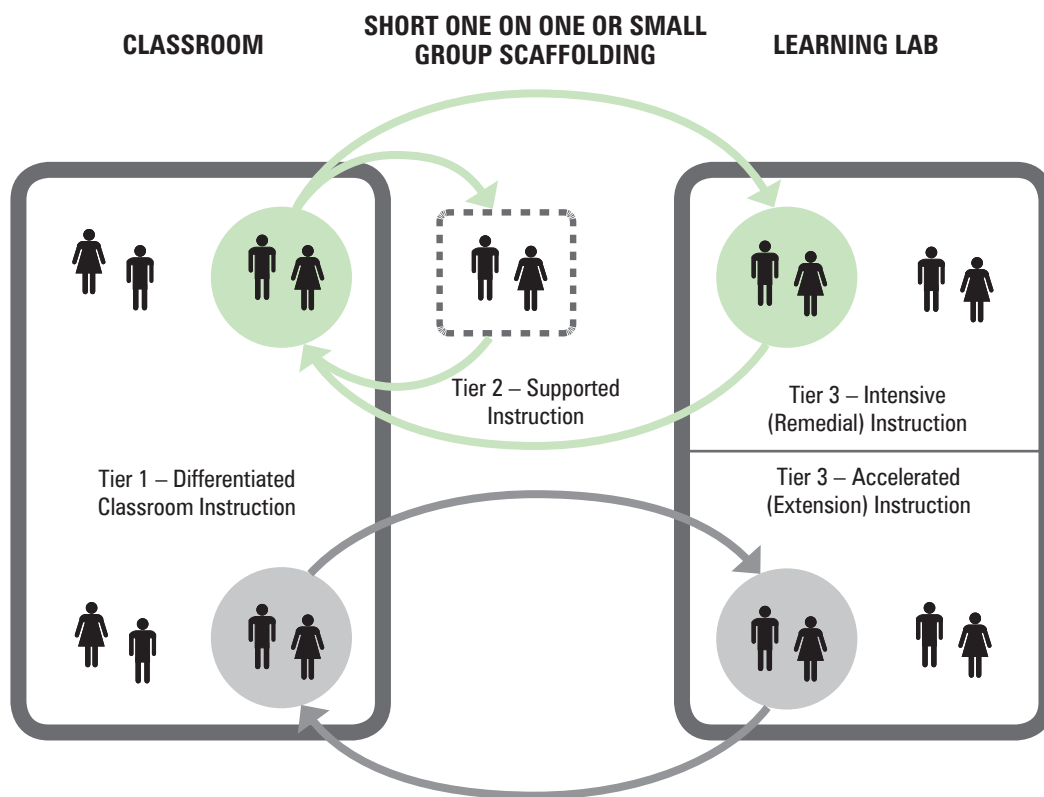 CLASSROOM
SHORT ONE ON ONE OR SMALL
GROUP SCAFFOLDING
LEARNING LAB
Tier 2 – Supported
Instruction
Tier 3 – Intensive
(Remedial) Instruction
Tier 1 – Differentiated
Classroom Instruction
Tier 3 – Accelerated
(Extension) Instruction